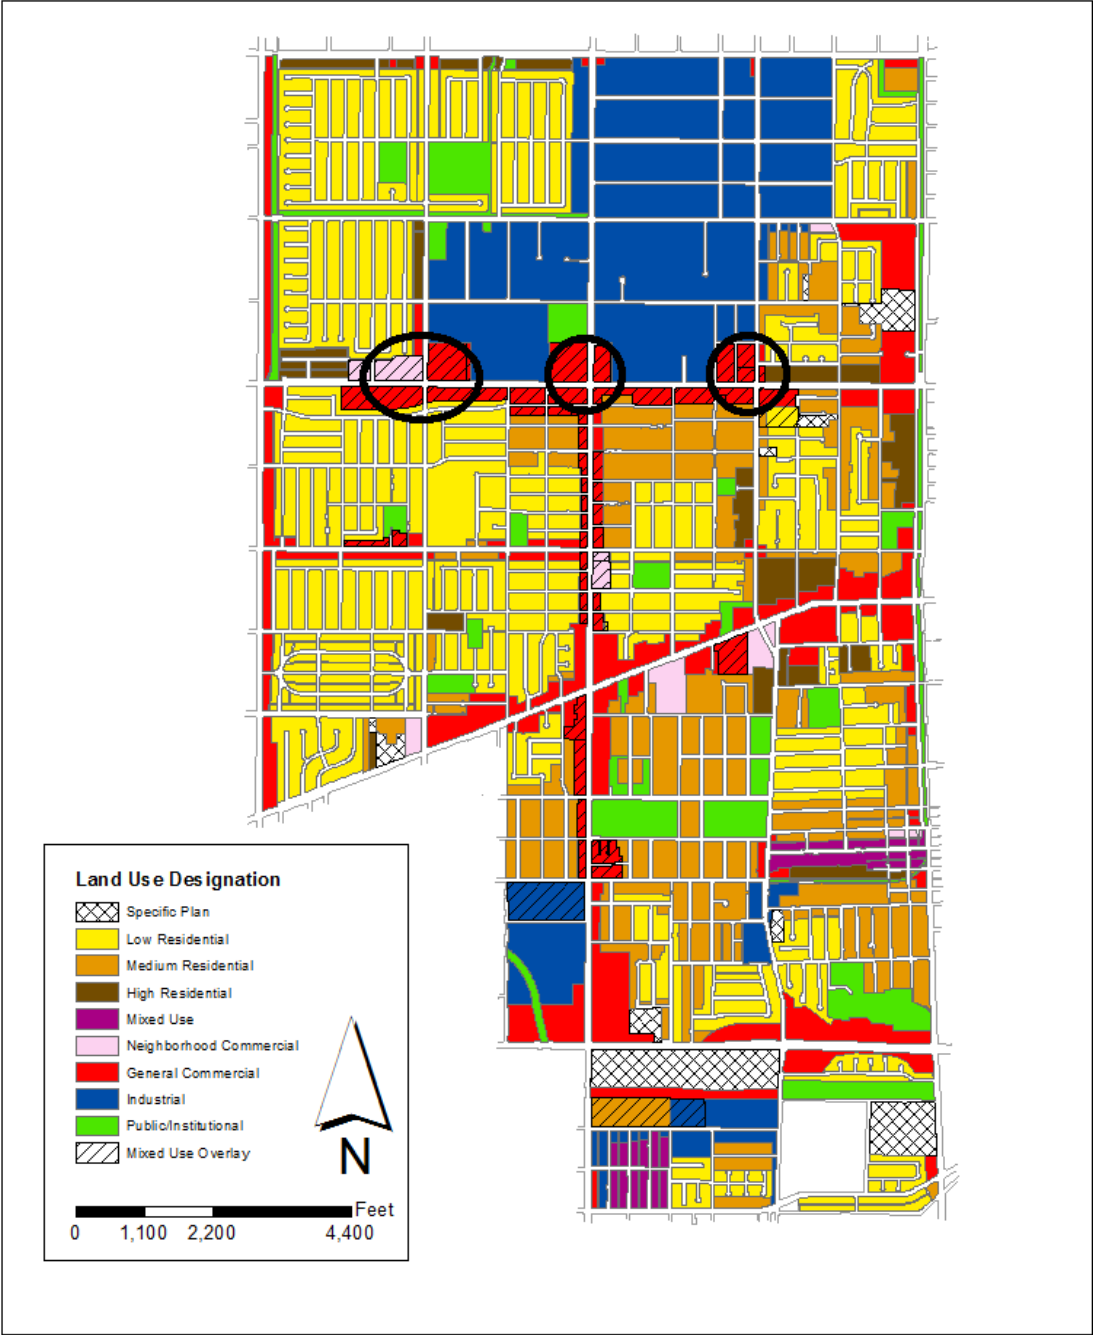 Land Use Designation
Specific Plan
Low Residential
Medium Residential
High Residential
Mixed Use
Neighborhood Commercial
General Commercial
Industrial
Public/Institutional
Mixed Use Overlay
N
Feet
0 1,100 2,200 4,400